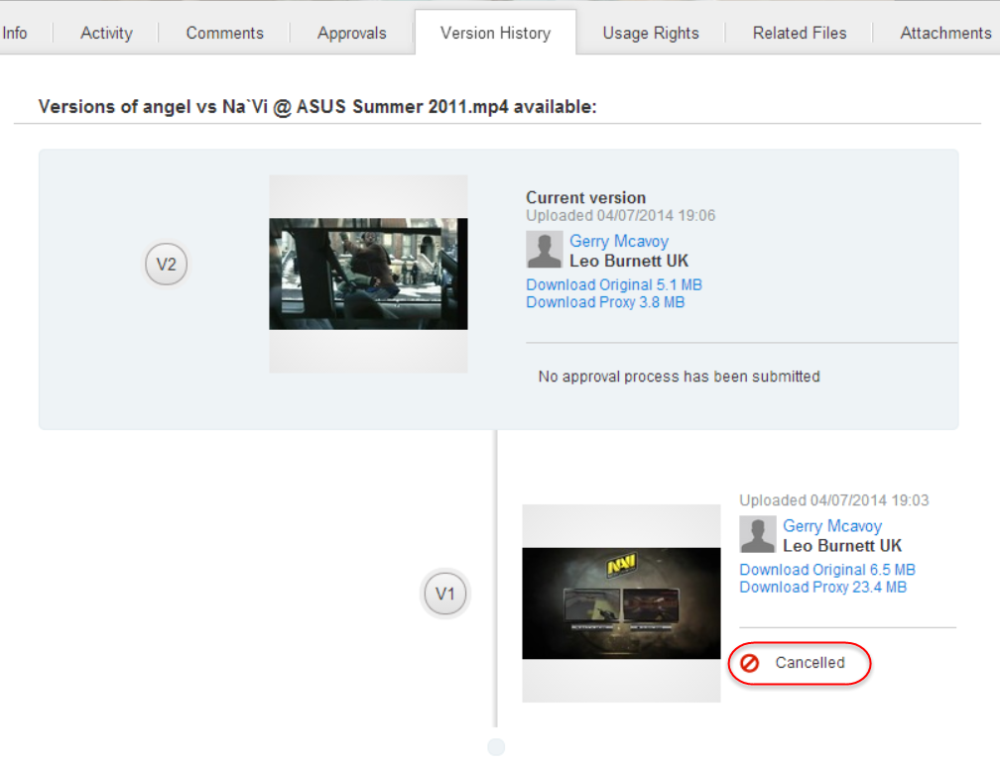 Info Activity Comments Approvals Version History Usage Rights Related Files Attachments
Versions of angel vs Na`Vi @ ASUS Summer 2011.mp4 available:
V2
Current version
Uploaded 04/07/2014 19:06
Gerry Mcavoy
Leo Burnett UK
Download Original 5.1 MB
Download Proxy 3.8 MB
No approval process has been submitted
V1
NAVI
Uploaded 04/07/2014 19:03
Gerry Mcavoy
Leo Burnett UK
Download Original 6.5 MB
Download Proxy 23.4 MB
Cancelled